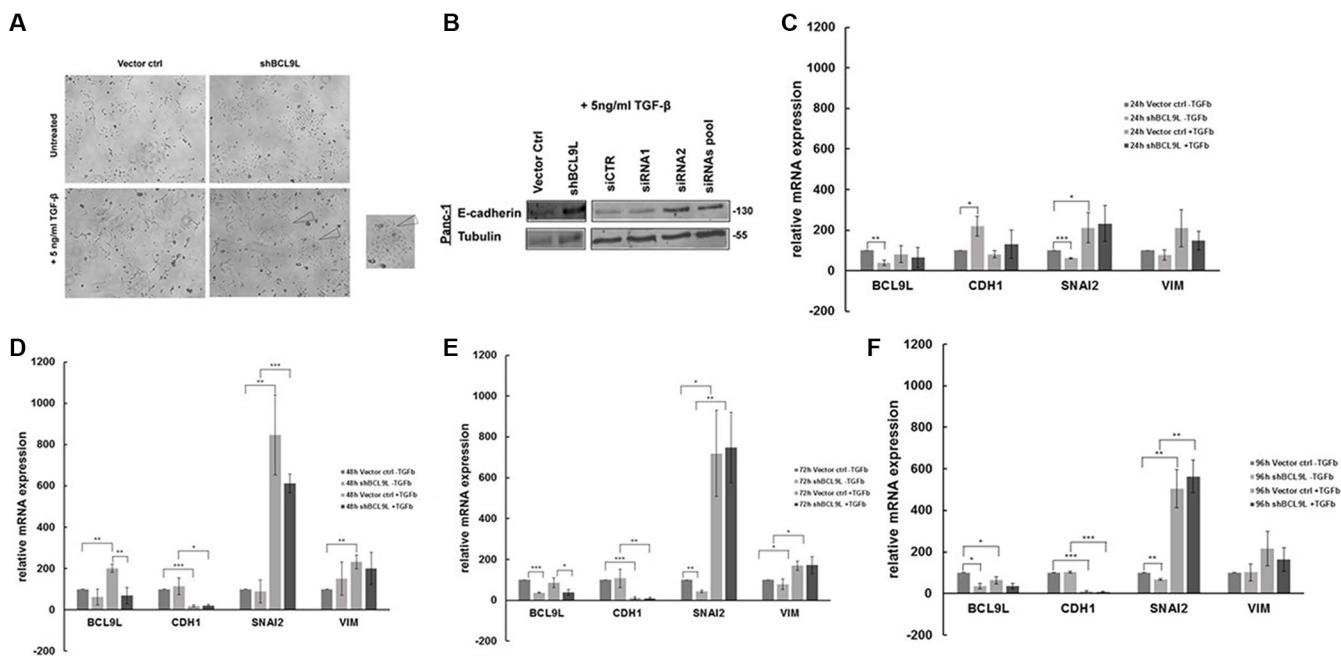 A
Vector ctrl
shBCL9L
Untreated
+ 5 ng/ml TGF-β
B
+ 5ng/ml TGF-β
Vector Ctrl
shBCL9L
siCTR
siRNA1
siRNA2
siRNAs pool
Panc-1
E-cadherin
-130
Tubulin
-55
C
relative mRNA expression
1200
1000
800
600
400
200
0
-200
24h Vector ctrl -TGFb
24h shBCL9L -TGFb
24h Vector ctrl +TGFb
24h shBCL9L +TGFb
**
*
***
*
BCL9L
CDH1
SNAI2
VIM
D
relative mRNA expression
1200
1000
800
600
400
200
0
-200
48h Vector ctrl -TGFb
48h shBCL9L -TGFb
48h Vector ctrl +TGFb
48h shBCL9L +TGFb
**
**
***
*
**
***
**
BCL9L
CDH1
SNAI2
VIM
E
relative mRNA expression
1200
1000
800
600
400
200
0
-200
72h Vector ctrl -TGFb
72h shBCL9L -TGFb
72h Vector ctrl +TGFb
72h shBCL9L +TGFb
***
*
***
**
**
*
**
*
*
BCL9L
CDH1
SNAI2
VIM
F
relative mRNA expression
1200
1000
800
600
400
200
0
-200
96h Vector ctrl -TGFb
96h shBCL9L -TGFb
96h Vector ctrl +TGFb
96h shBCL9L +TGFb
*
*
***
***
**
**
**
BCL9L
CDH1
SNAI2
VIM